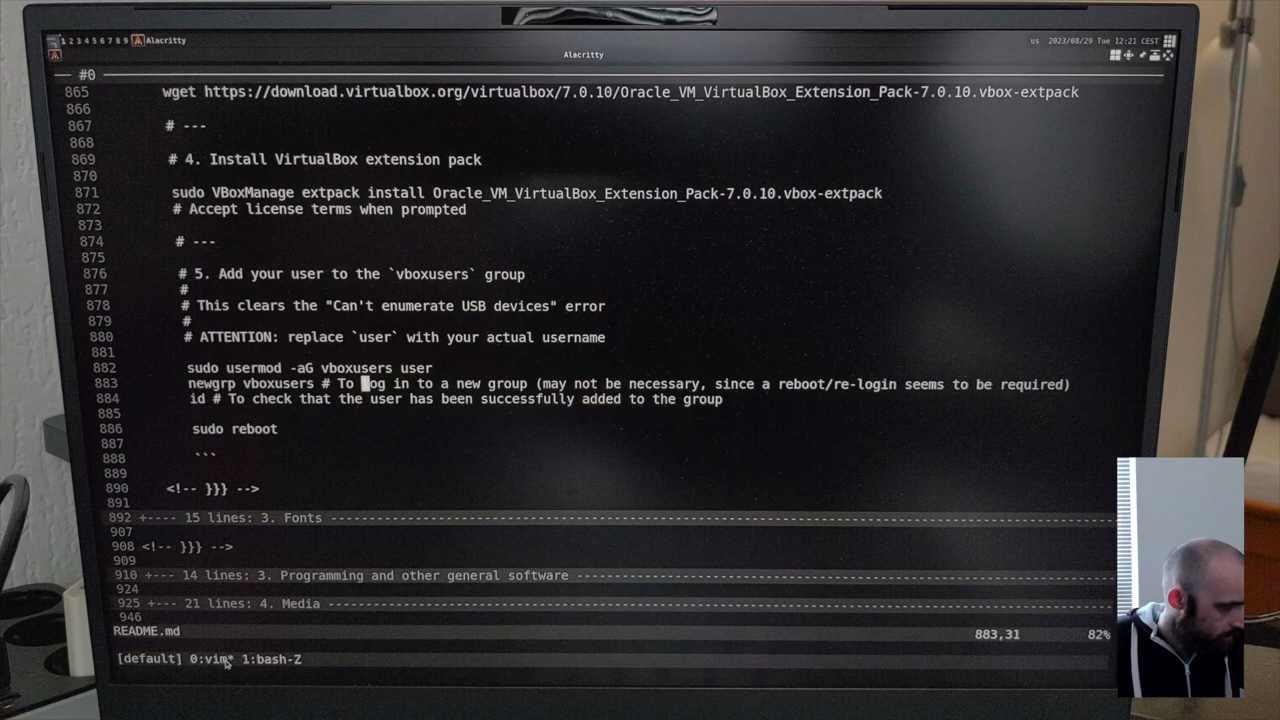 1 2 3 4 5 6 7 8 9 Alacritty us 2023/08/29 Tue 12:21 CEST
Alacritty
#0
865 wget https://download.virtualbox.org/virtualbox/7.0.10/Oracle_VM_VirtualBox_Extension_Pack-7.0.10.vbox-extpack
866
867 # ---
868
869 # 4. Install VirtualBox extension pack
870
871 sudo VBoxManage extpack install Oracle_VM_VirtualBox_Extension_Pack-7.0.10.vbox-extpack
872 # Accept license terms when prompted
873
874 # ---
875
876 # 5. Add your user to the `vboxusers` group
877 #
878 # This clears the "Can't enumerate USB devices" error
879 #
880 # ATTENTION: replace `user` with your actual username
881
882 sudo usermod -aG vboxusers user
883 newgrp vboxusers # To log in to a new group (may not be necessary, since a reboot/re-login seems to be required)
884 id # To check that the user has been successfully added to the group
885
886 sudo reboot
887
888 ```
889
890 <!-- }}} -->
891
892 +---- 15 lines: 3. Fonts ----
907
908 <!-- }}} -->
909
910 +--- 14 lines: 3. Programming and other general software ----
924
925 +--- 21 lines: 4. Media ----
946
README.md 883,31 82%
[default] 0:vim* 1:bash-Z